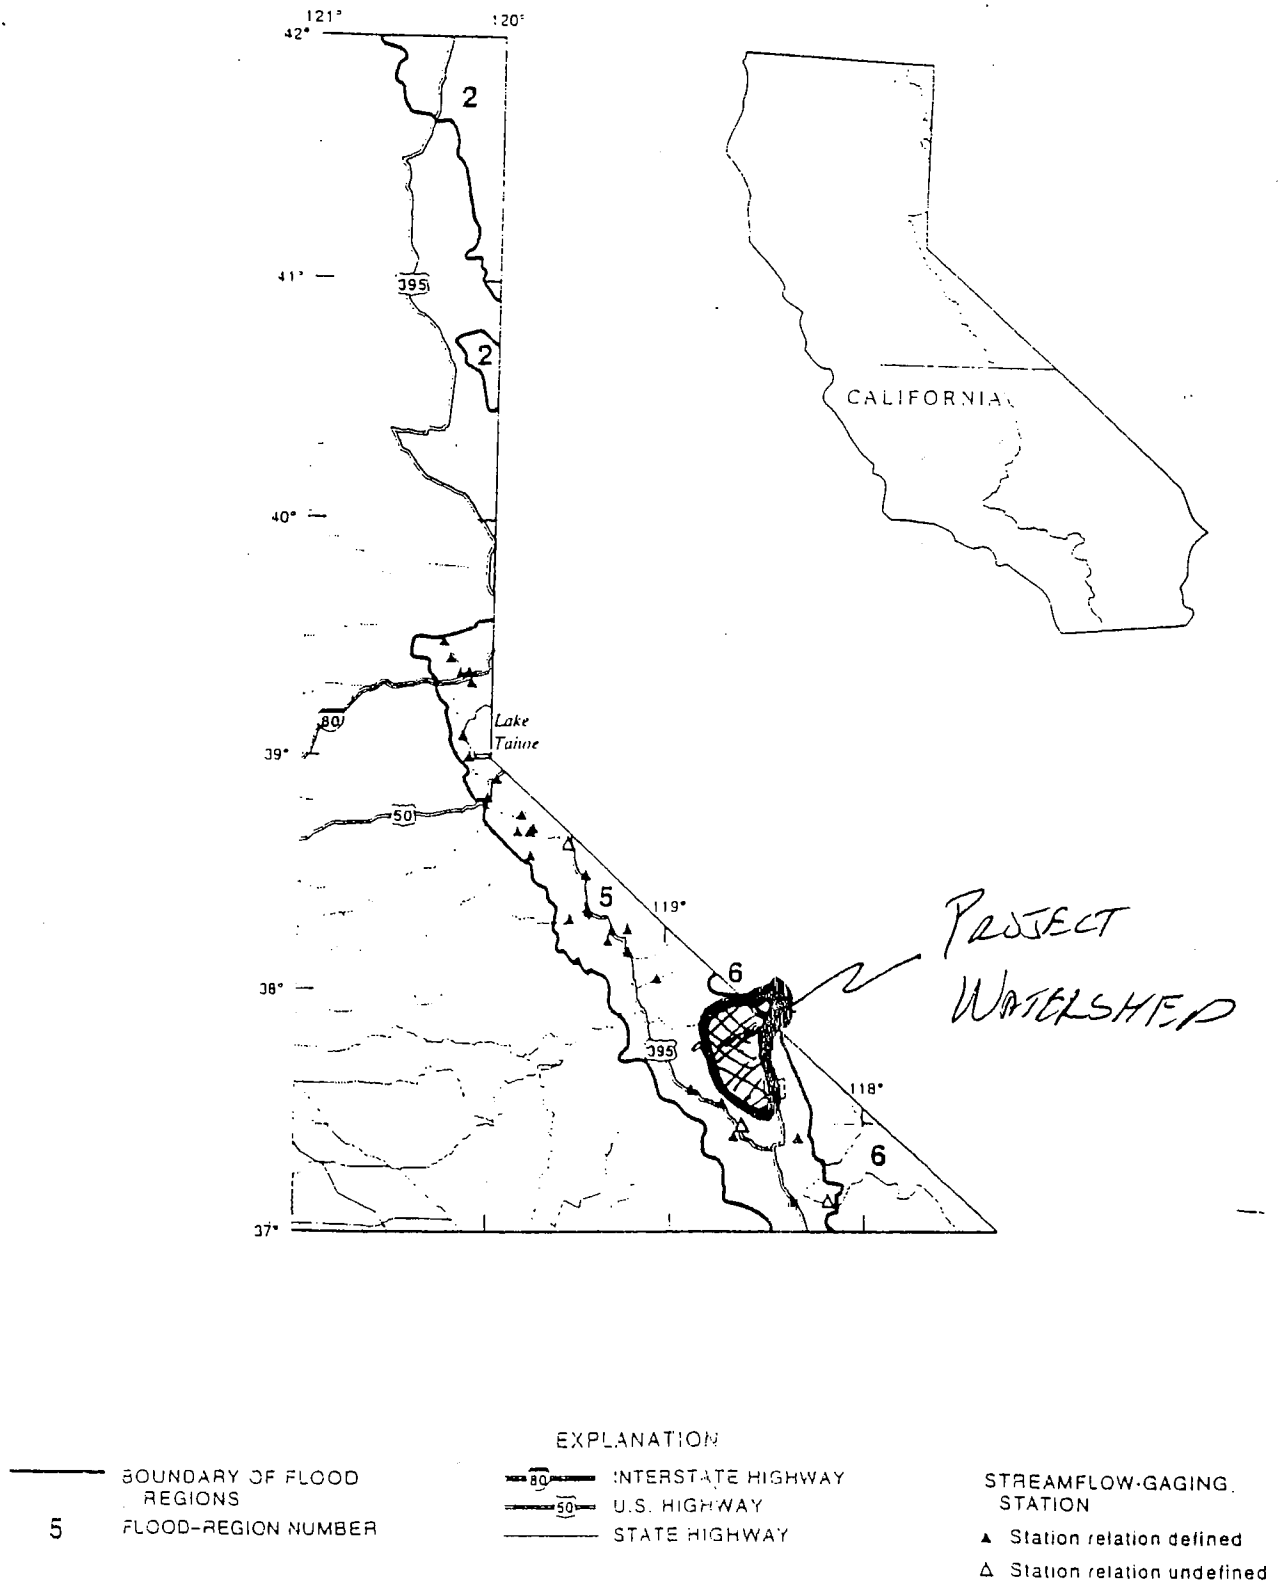 121°
120°
42°
2
41°
395
2
CALIFORNIA
40°
80
Lake
Tahoe
39°
50
5
119°
PROJECT
WATERSHED
6
38°
395
118°
6
37°
EXPLANATION
BOUNDARY OF FLOOD
REGIONS
5
FLOOD-REGION NUMBER
80
INTERSTATE HIGHWAY
50
U.S. HIGHWAY
STATE HIGHWAY
STREAMFLOW-GAGING
STATION
Station relation defined
Station relation undefined